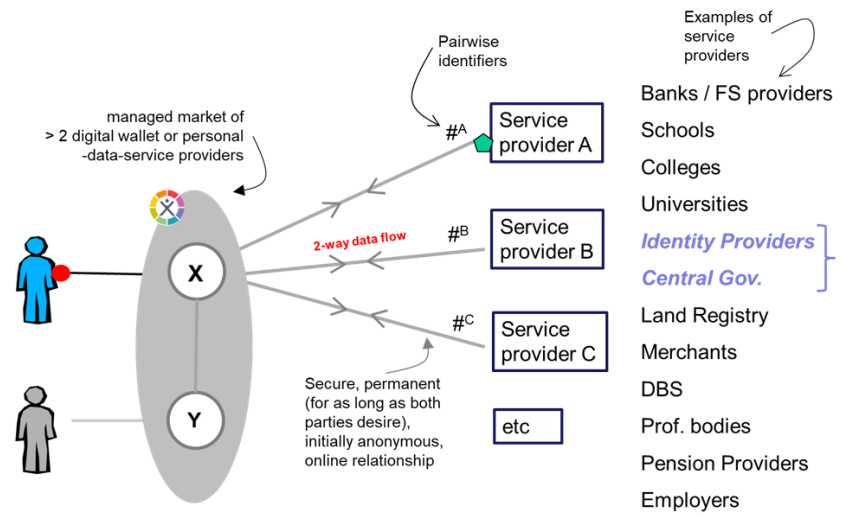 Pairwise
identifiers
Examples of
service
providers
managed market of
> 2 digital wallet or personal
-data-service providers
#A
Service
provider A
2-way data flow
#B
Service
provider B
X
#C
Service
provider C
Y
Secure, permanent
(for as long as both
parties desire),
initially anonymous,
online relationship
etc
Banks / FS providers
Schools
Colleges
Universities
Identity Providers
Central Gov.
Land Registry
Merchants
DBS
Prof. bodies
Pension Providers
Employers